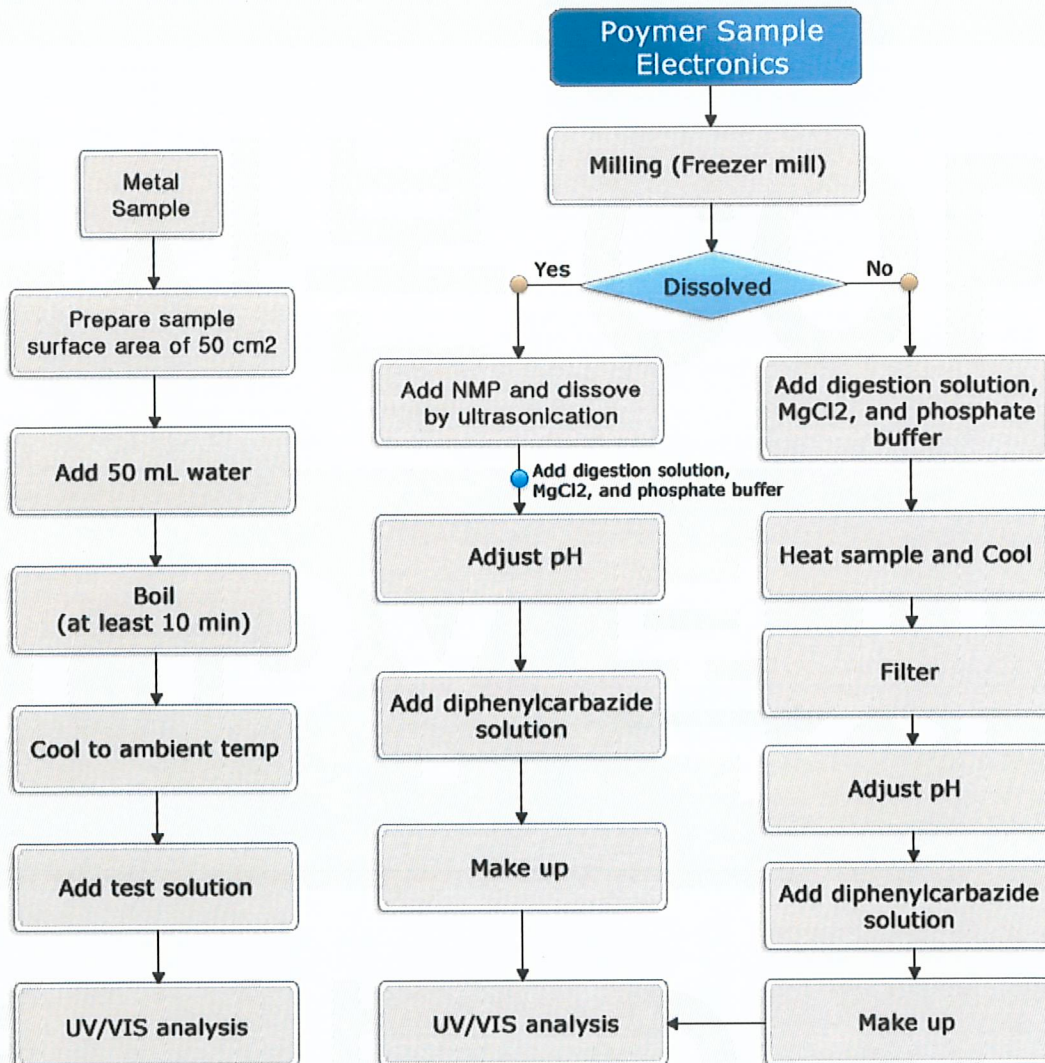 Poymer Sample
Electronics
Milling (Freezer mill)
Dissolved
Yes
No
Metal
Sample
Prepare sample
surface area of 50 cm2
Add 50 mL water
Boil
(at least 10 min)
Cool to ambient temp
Add test solution
UV/VIS analysis
Add NMP and dissove
by ultrasonication
Add digestion solution,
MgCl2, and phosphate buffer
Adjust pH
Add diphenylcarbazide
solution
Make up
UV/VIS analysis
Add digestion solution,
MgCl2, and phosphate
buffer
Heat sample and Cool
Filter
Adjust pH
Add diphenylcarbazide
solution
Make up